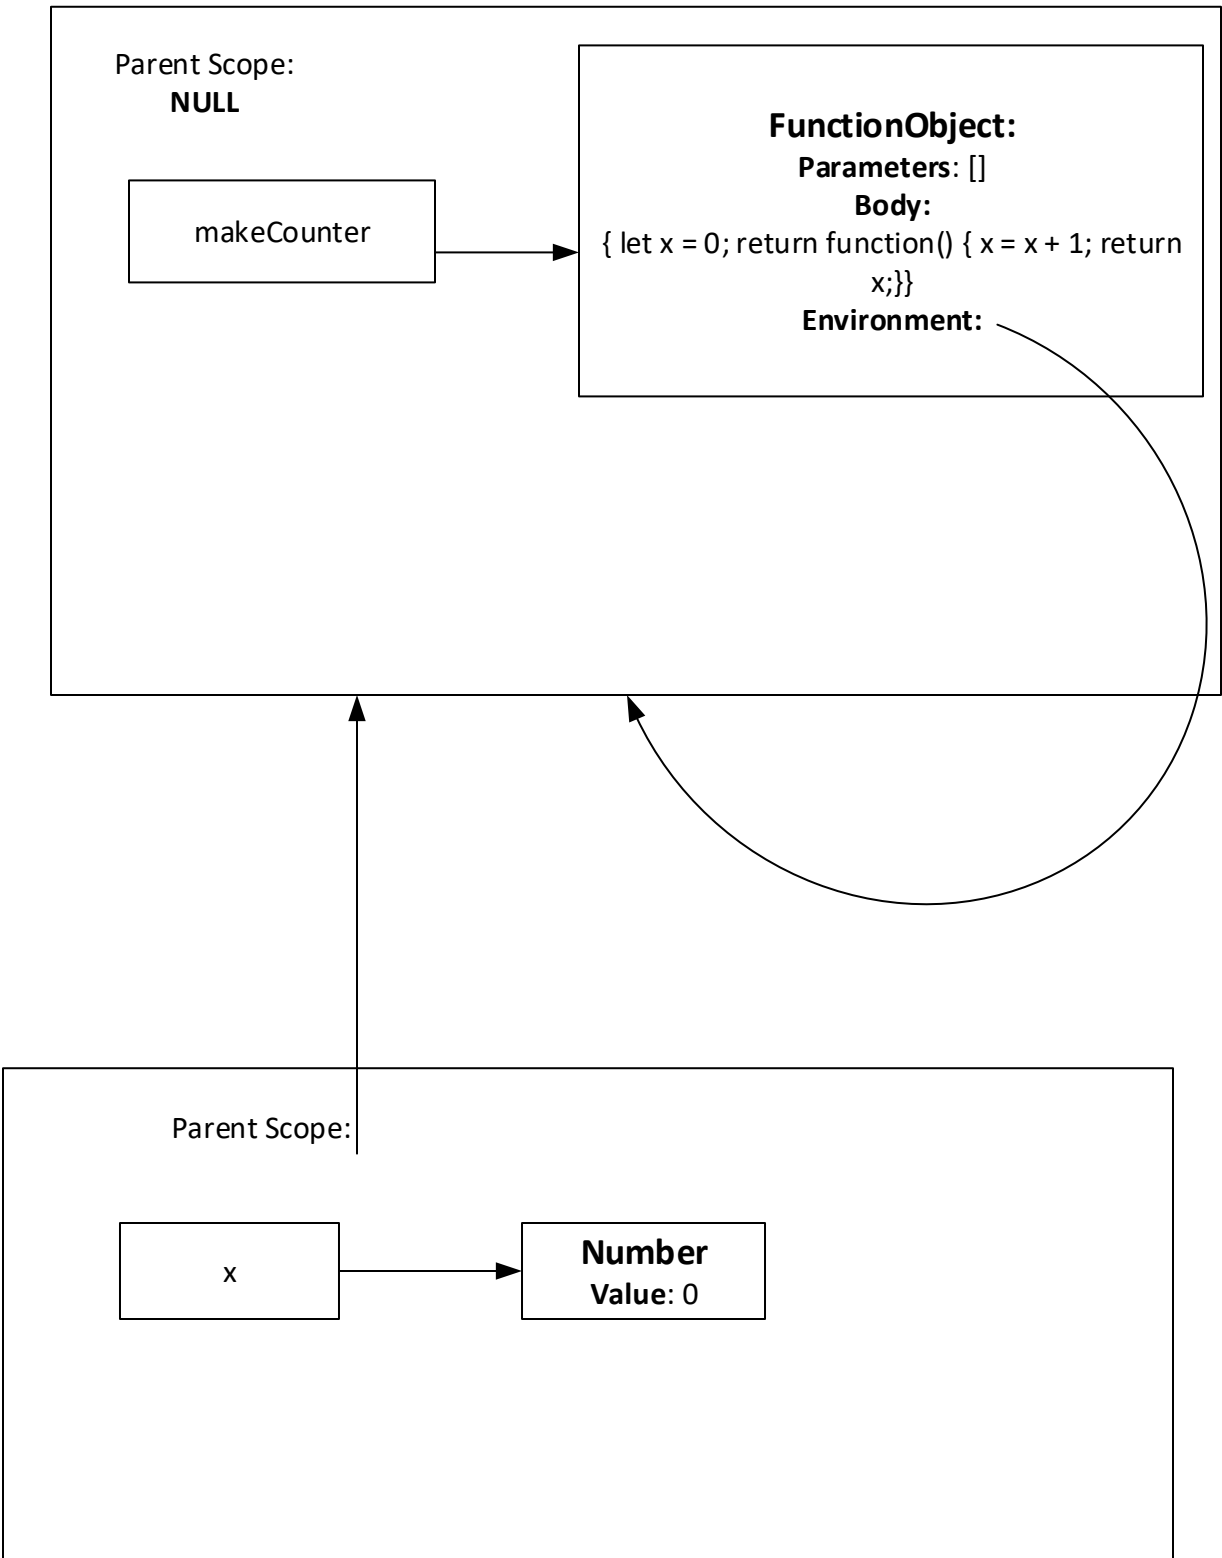 Parent Scope:
NULL
makeCounter
FunctionObject:
Parameters: []
Body:
{ let x = 0; return function() { x = x + 1; return
x;}}
Environment:
Parent Scope:
x
Number
Value: 0